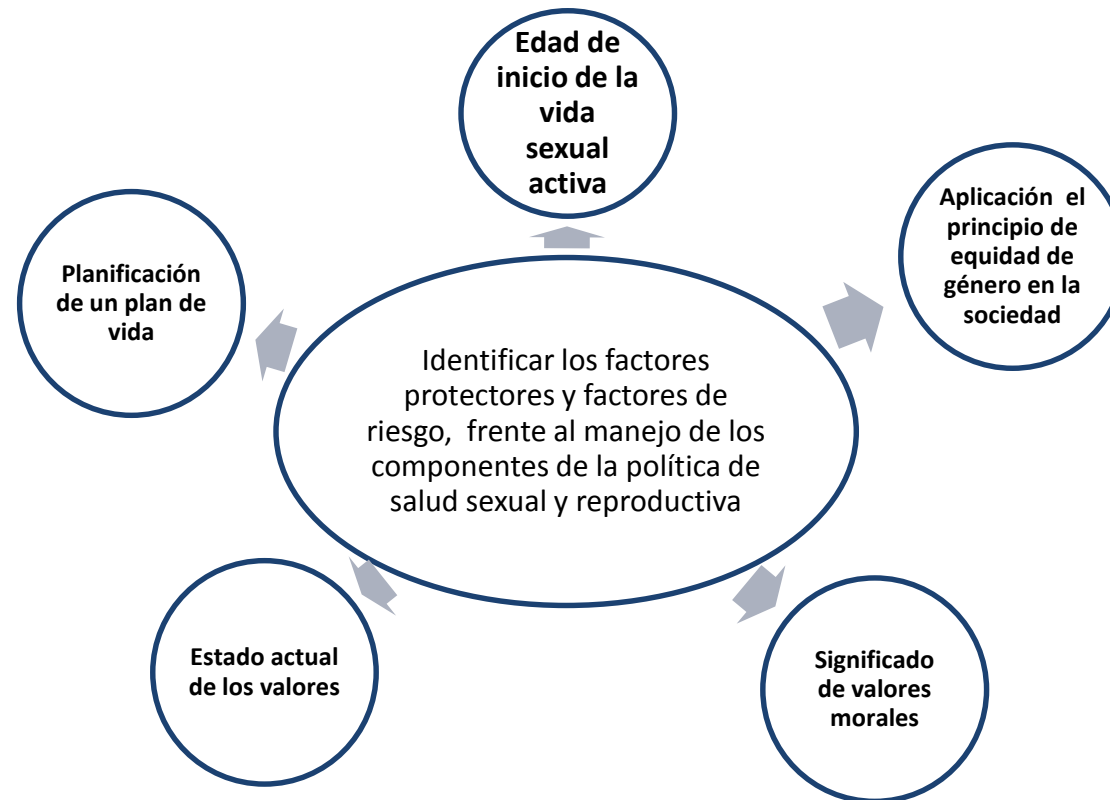 Edad de
inicio de la
vida
sexual
activa
Aplicación el
principio de
equidad de
género en la
sociedad
Planificación
de un plan de
vida
Identificar los factores
protectores y factores de
riesgo, frente al manejo de los
componentes de la política de
salud sexual y reproductiva
Estado actual
de los valores
Significado
de valores
morales